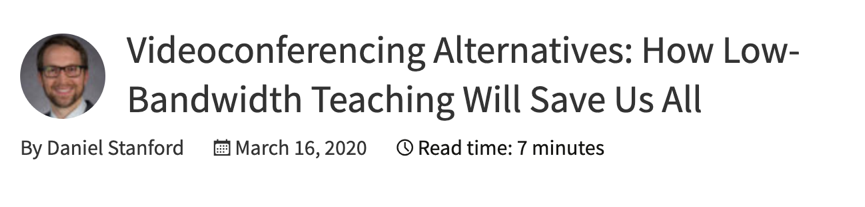 Videoconferencing Alternatives: How Low-
Bandwidth Teaching Will Save Us All
By Daniel Stanford March 16, 2020 Read time: 7 minutes